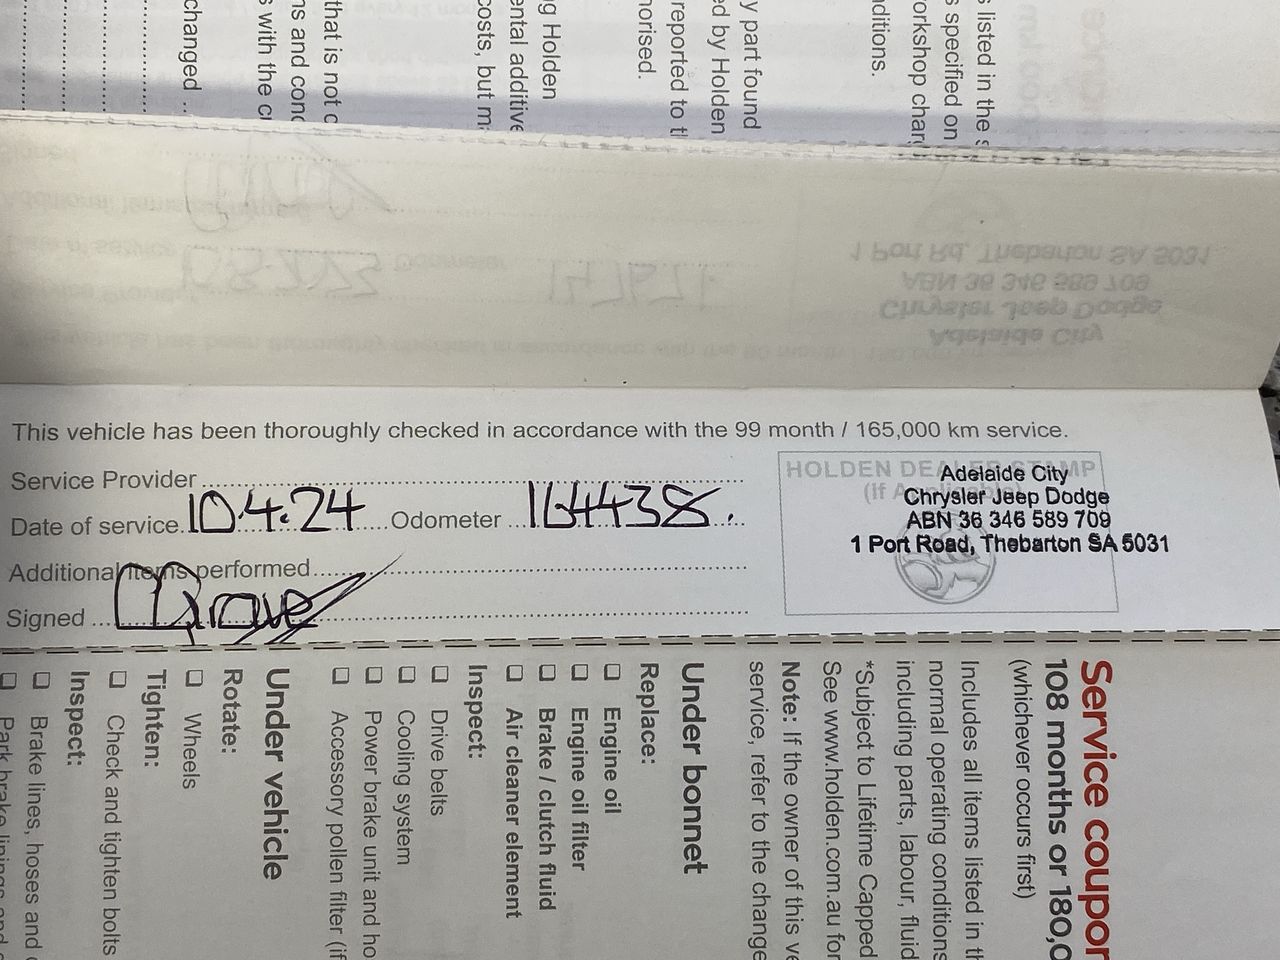 changed ..
s with the c
ns and con
that is not c
costs, but m
ental additive
ng Holden
norised.
reported to t
ed by Holden
y part found
nditions.
orkshop char
s specified on
s listed in the s
This vehicle has been thoroughly checked in accordance with the 99 month / 165,000 km service.
Service Provider
Date of service. 10.4.24 Odometer 164438.
Additional items performed
Signed
HOLDEN DEALER STAMP
(If Applicable)
Adelaide City
Chrysler Jeep Dodge
ABN 36 346 589 709
1 Port Road, Thebarton SA 5031
Service coupon
108 months or 180,0
(whichever occurs first)
Includes all items listed in th
normal operating conditions
including parts, labour, fluid
*Subject to Lifetime Capped
See www.holden.com.au for
Note: If the owner of this ve
service, refer to the change
Under bonnet
Replace:
❏ Engine oil
❏ Engine oil filter
❏ Brake / clutch fluid
❏ Air cleaner element
Inspect:
❏ Drive belts
❏ Cooling system
❏ Power brake unit and ho
❏ Accessory pollen filter (if
Under vehicle
Rotate:
❏ Wheels
Tighten:
❏ Check and tighten bolts
Inspect:
❏ Brake lines, hoses and c
❏ Park brake linings and